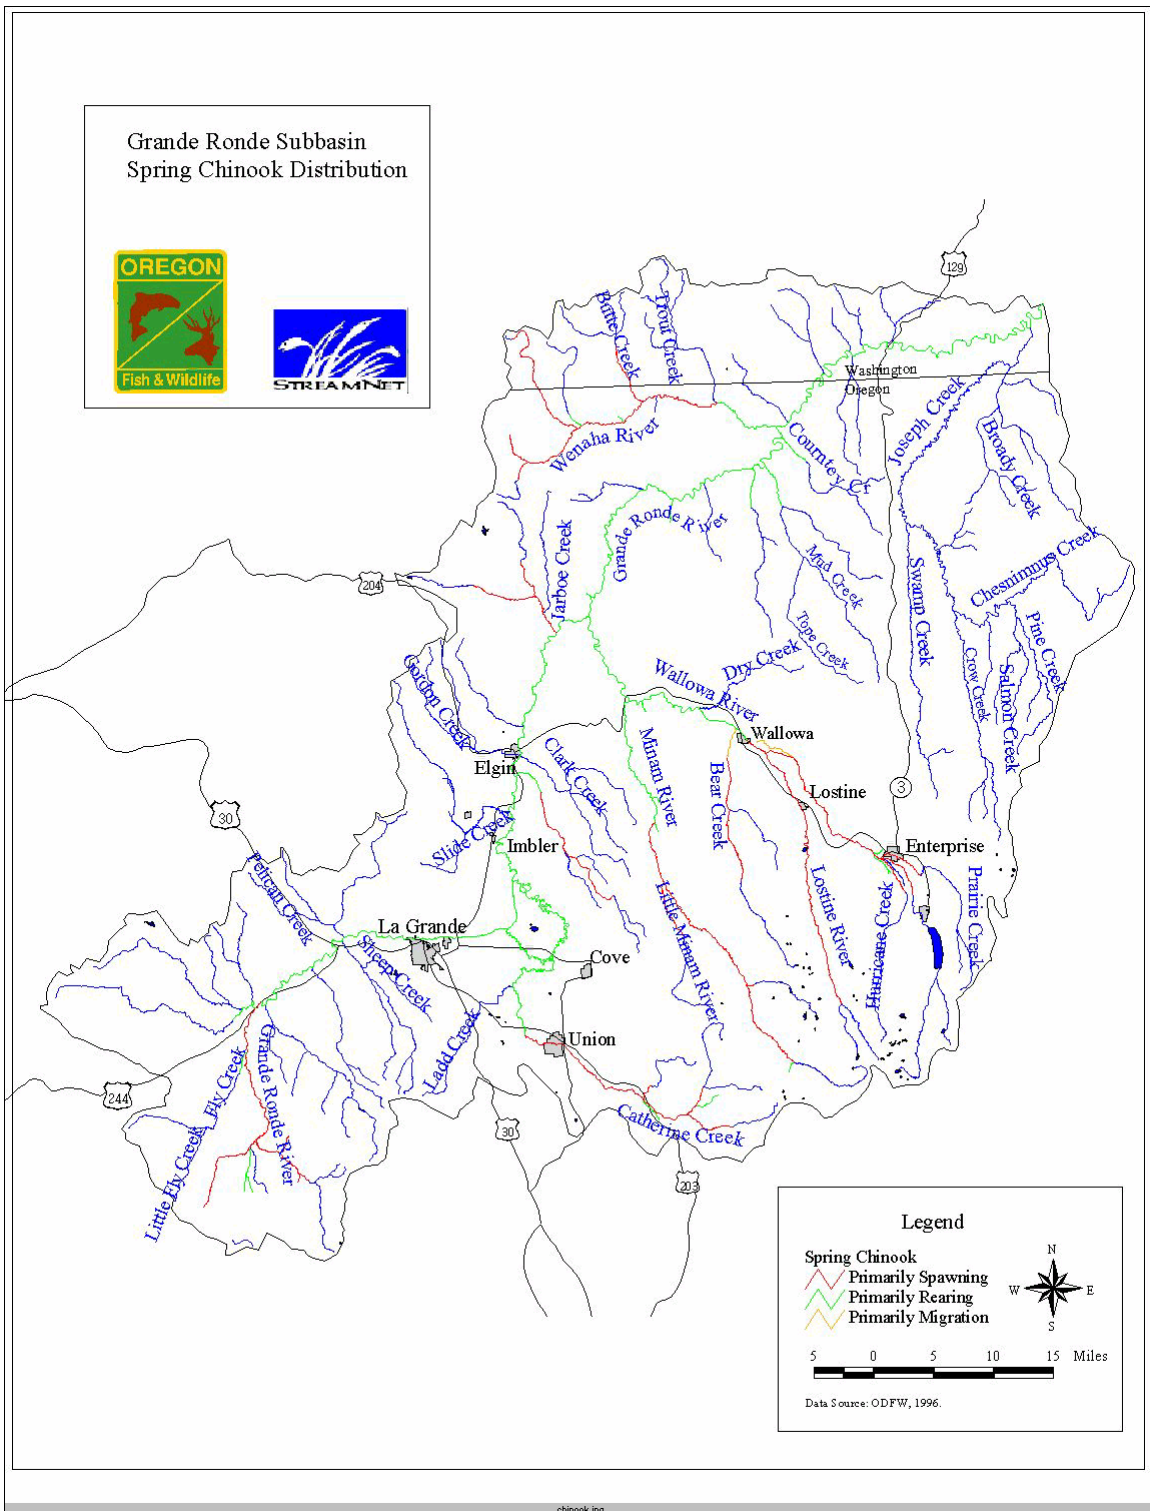 Grande Ronde Subbasin
Spring Chinook Distribution
OREGON
Fish & Wildlife
STREAMNET
129
Butte Creek
Trout Creek
Washington
Oregon
Joseph Creek
Broady Creek
Wenaha River
Courntey Cr
Grande Ronde River
Jarboe Creek
Mud Creek
Swamp Creek
Chesnimnus Creek
204
Tope Creek
Pine Creek
Dry Creek
Crow Creek
Salmon Creek
Gordon Creek
Wallowa River
Wallowa
Minam River
Elgin
Clark Creek
Bear Creek
Lostine
3
30
Slide Creek
Imbler
Enterprise
Pelican Creek
Little Minam River
Lostine River
Hurricane Creek
Prairie Creek
La Grande
Sheep Creek
Cove
Ladd Creek
Union
Grande Ronde River
Fly Creek
244
Little Fly Creek
30
Catherine Creek
203
Legend
Spring Chinook
Primarily Spawning
Primarily Rearing
Primarily Migration
N
W
E
S
5 0 5 10 15 Miles
Data Source: ODFW, 1996.
chinook.jpg